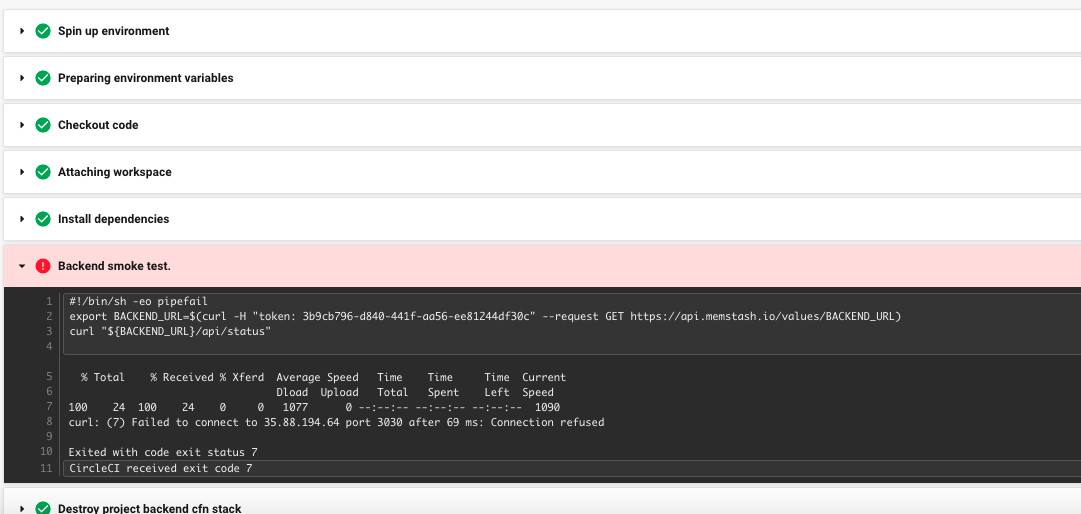 Spin up environment
Preparing environment variables
Checkout code
Attaching workspace
Install dependencies
Backend smoke test.
1 #!/bin/sh -eo pipefail
2 export BACKEND_URL=$(curl -H "token: 3b9cb796-d840-441f-aa56-ee81244df30c" --request GET https://api.memstash.io/values/BACKEND_URL)
3 curl "${BACKEND_URL}/api/status"
4
5 % Total % Received % Xferd Average Speed Time Time Time Current
6 Dload Upload Total Spent Left Speed
7 100 24 100 24 0 0 1077 0 --:--:-- --:--:-- --:--:-- 1090
8 curl: (7) Failed to connect to 35.88.194.64 port 3030 after 69 ms: Connection refused
9
10 Exited with code exit status 7
11 CircleCI received exit code 7
Destroy project backend cfn stack